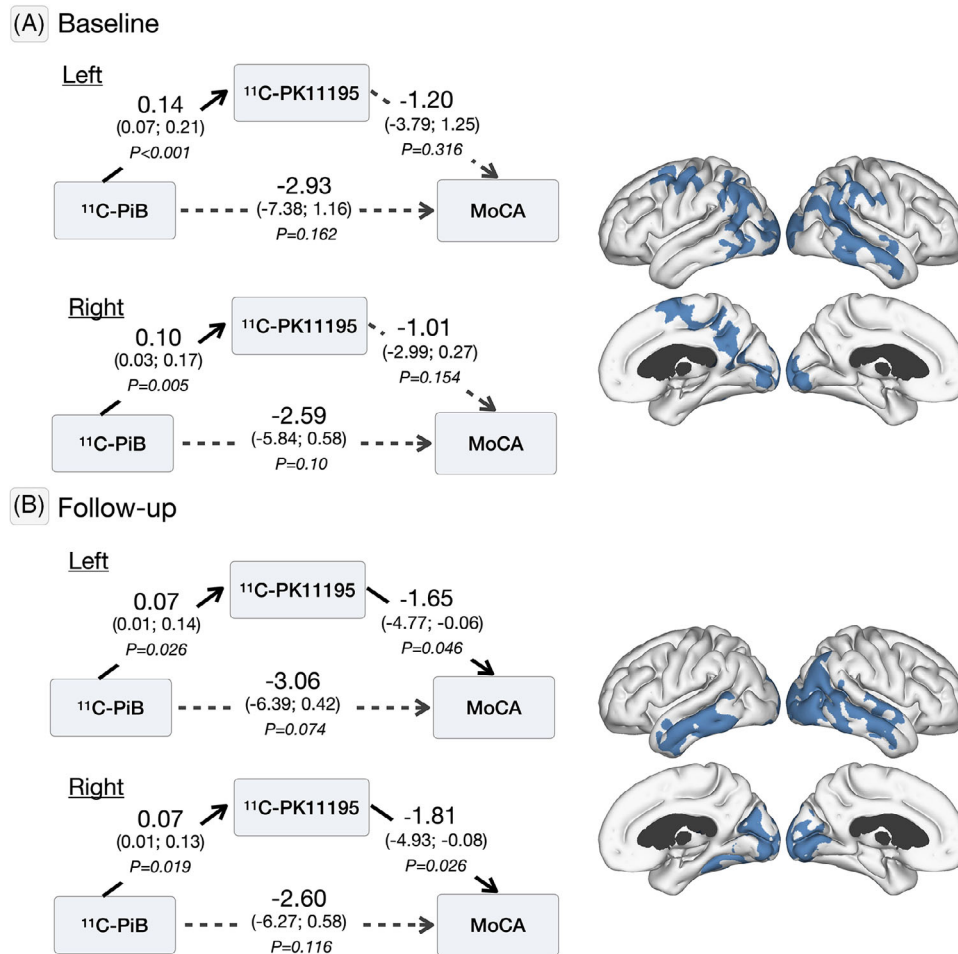 (A) Baseline
Left
¹¹C-PK11195
0.14
(0.07; 0.21)
P<0.001
-1.20
(-3.79; 1.25)
P=0.316
¹¹C-PiB
-2.93
(-7.38; 1.16)
P=0.162
MoCA
Right
¹¹C-PK11195
0.10
(0.03; 0.17)
P=0.005
-1.01
(-2.99; 0.27)
P=0.154
¹¹C-PiB
-2.59
(-5.84; 0.58)
P=0.10
MoCA
(B) Follow-up
Left
¹¹C-PK11195
0.07
(0.01; 0.14)
P=0.026
-1.65
(-4.77; -0.06)
P=0.046
¹¹C-PiB
-3.06
(-6.39; 0.42)
P=0.074
MoCA
Right
¹¹C-PK11195
0.07
(0.01; 0.13)
P=0.019
-1.81
(-4.93; -0.08)
P=0.026
¹¹C-PiB
-2.60
(-6.27; 0.58)
P=0.116
MoCA